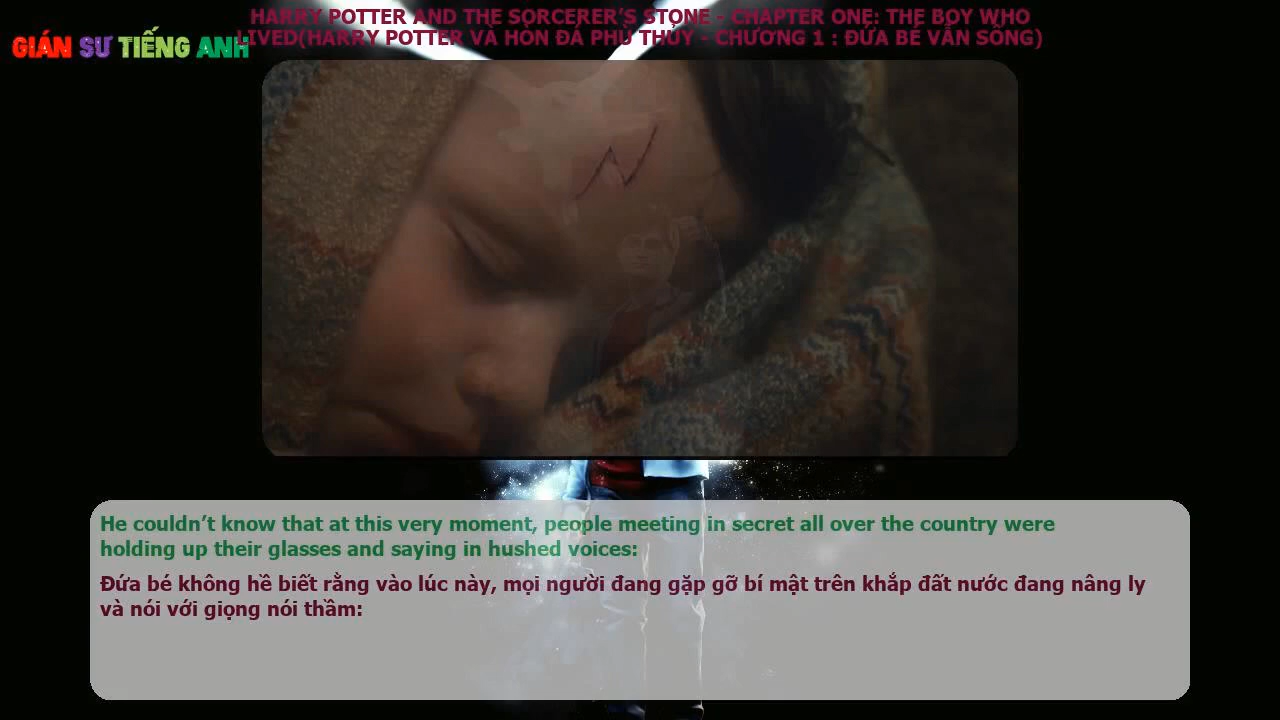 HARRY POTTER AND THE SORCERER'S STONE - CHAPTER ONE: THE BOY WHO
IVED(HARRY POTTER VÀ HÒN ĐÁ PHÙ THỦY - CHƯƠNG 1 : ĐỨA BÉ VẪN SỐNG)
GIÁN SƯ TIẾNG ANH
He couldn’t know that at this very moment, people meeting in secret all over the country were
holding up their glasses and saying in hushed voices:
Đứa bé không hề biết rằng vào lúc này, mọi người đang gặp gỡ bí mật trên khắp đất nước đang nâng ly
và nói với giọng nói thầm: